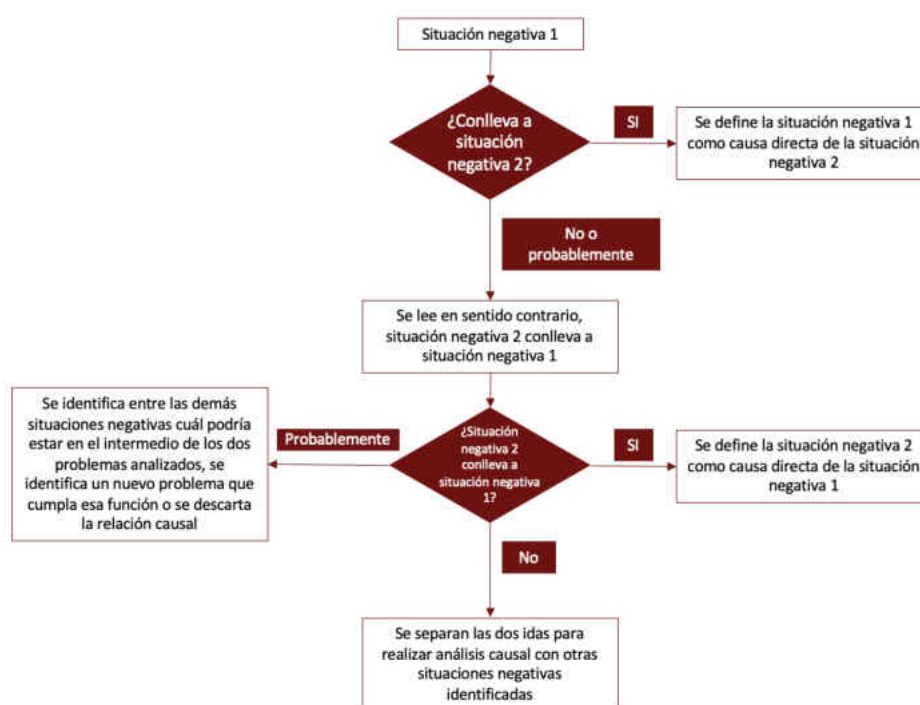 Situación negativa 1
¿Conlleva a
situación
negativa 2?
SI
Se define la situación negativa 1
como causa directa de la situación
negativa 2
No o
probablemente
Se lee en sentido contrario,
situación negativa 2 conlleva a
situación negativa 1
Se identifica entre las demás
situaciones negativas cuál podría
estar en el intermedio de los dos
problemas analizados, se
identifica un nuevo problema que
cumpla esa función o se descarta
la relación causal
Probablemente
¿Situación
negativa 2
conlleva a
situación negativa
1?
SI
Se define la situación negativa 2
como causa directa de la situación
negativa 1
No
Se separan las dos idas para
realizar análisis causal con otras
situaciones negativas
identificadas